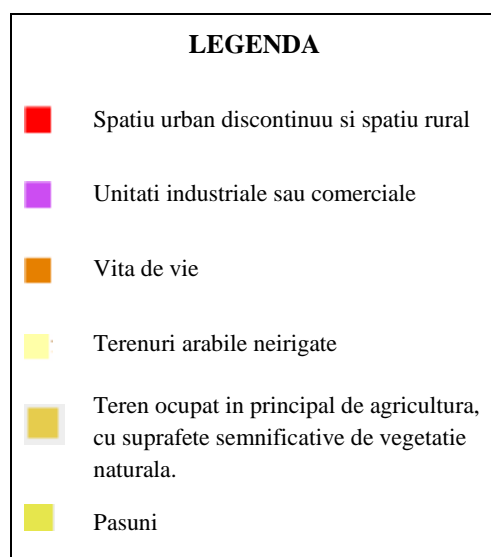 LEGENDA
Spatiu urban discontinuu si spatiu rural
Unitati industriale sau comerciale
Vita de vie
Terenuri arabile neirigate
Teren ocupat in principal de agricultura,
cu suprafete semnificative de vegetatie
naturala.
Pasuni